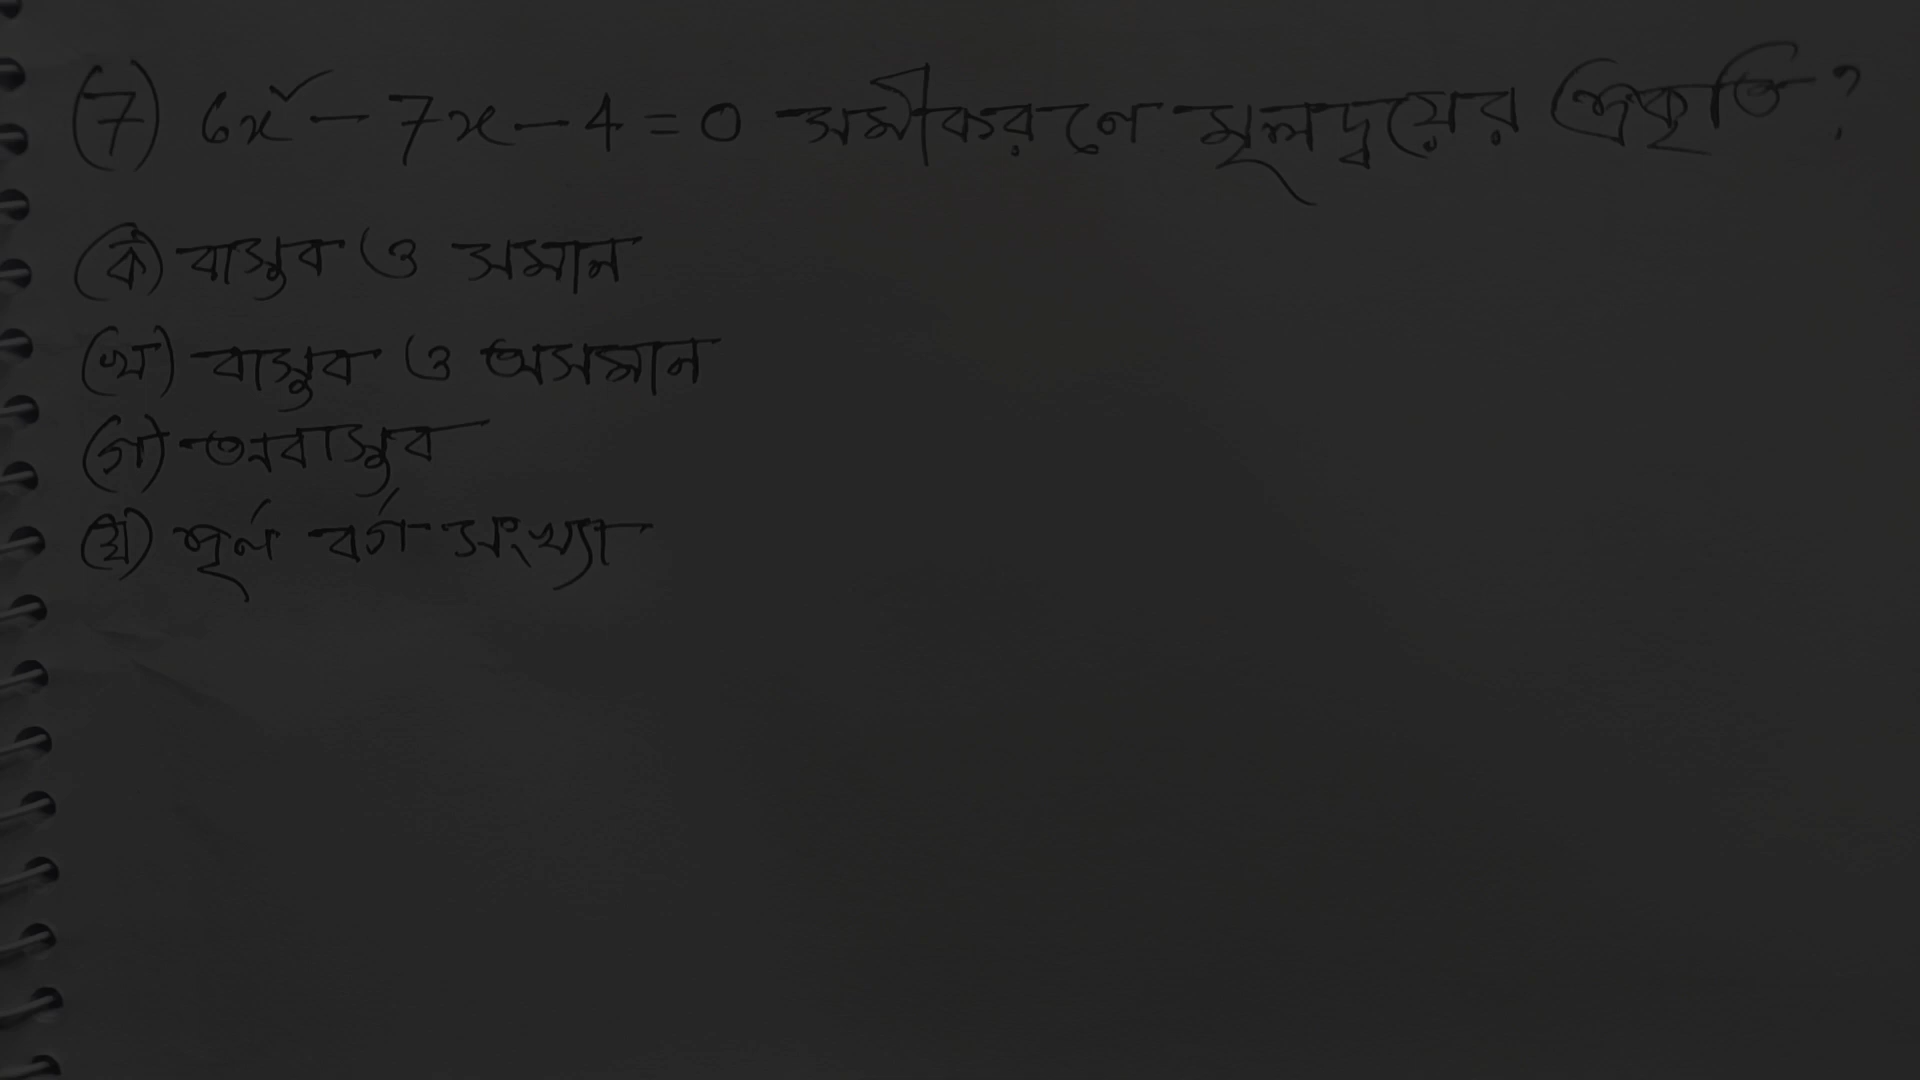 (7) 6x² - 7x - 4 = 0 সমীকরণে মূলদ্বয়ের প্রকৃতি ?
(ক) বাস্তব ও সমান
(খ) বাস্তব ও অসমান
(গ) অবাস্তব
(ঘ) পূর্ণ বর্গ সংখ্যা